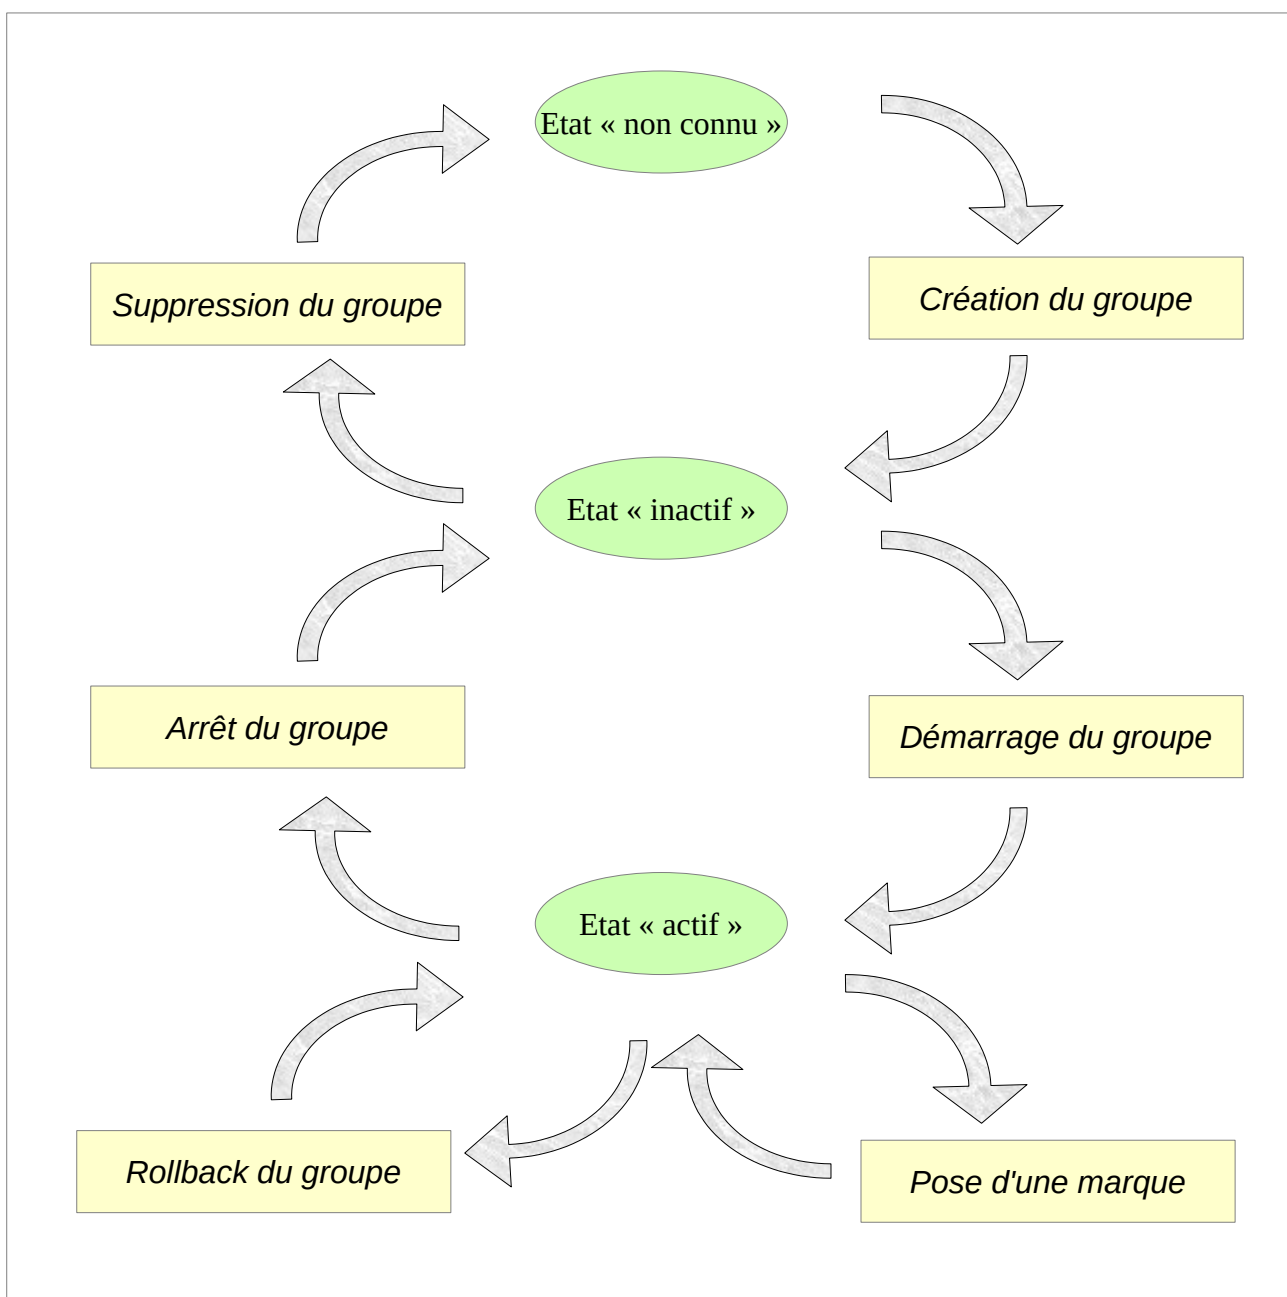 Etat « non connu »
Suppression du groupe
Création du groupe
Etat « inactif »
Arrêt du groupe
Démarrage du groupe
Etat « actif »
Rollback du groupe
Pose d'une marque